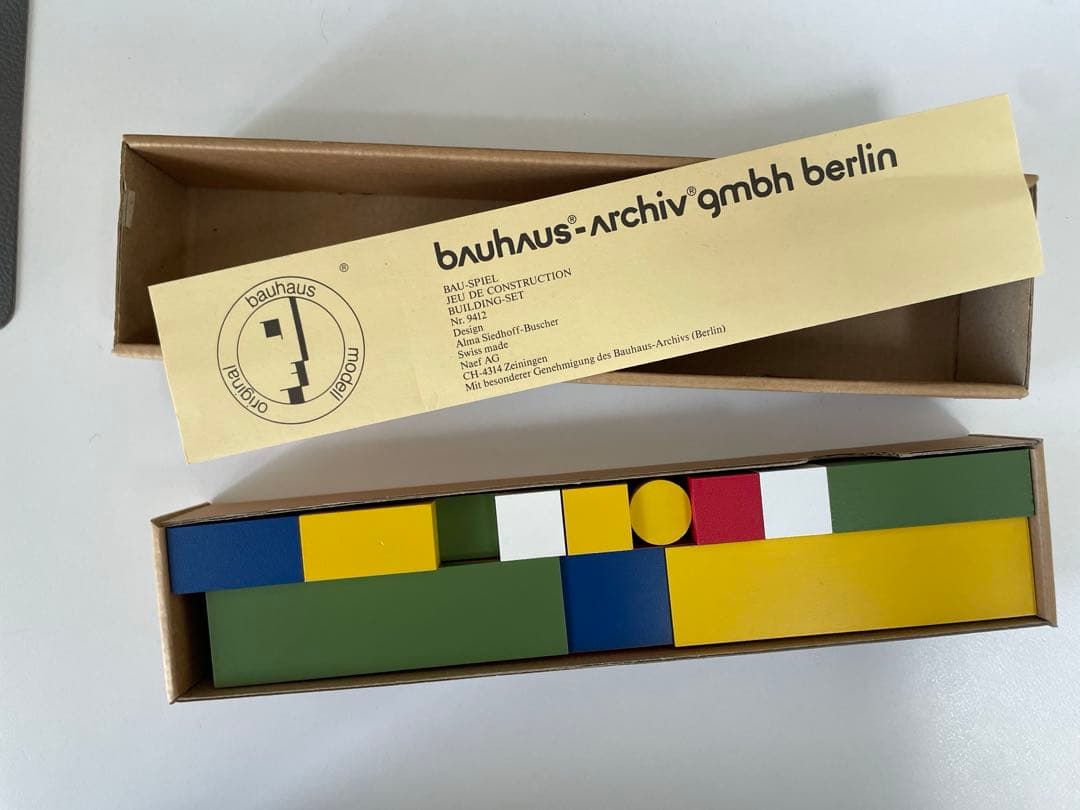 bauhaus®-archiv® gmbh berlin
BAU-SPIEL
JEU DE CONSTRUCTION
BUILDING-SET
Nr. 9412
Design
Alma Siedhoff-Buscher
Swiss made
Naef AG
CH-4314 Zeiningen
Mit besonderer Genehmigung des Bauhaus-Archivs (Berlin)
®
bauhaus
modell
original